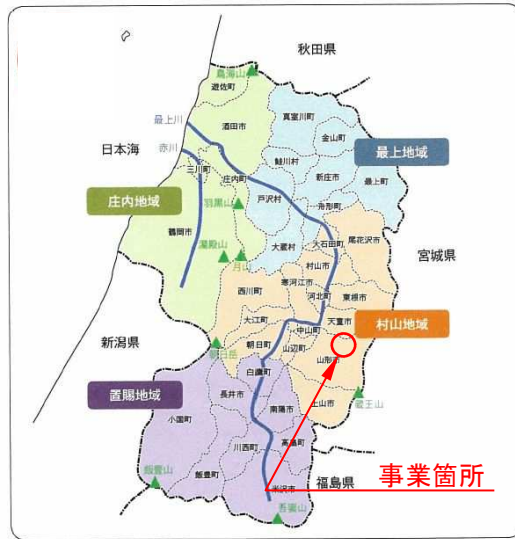 秋田県
鳥海山
遊佐町
最上川
酒田市
真室川町
金山町
赤川
日本海
三川町
庄内町
鮭川村
新庄市
最上地域
最上町
庄内地域
羽黒山
戸沢村
舟形町
鶴岡市
湯殿山
月山
大蔵村
大石田町
尾花沢市
宮城県
村山市
西川町
寒河江市
河北町
東根市
大江町
天童市
村山地域
新潟県
朝日町
中山町
山辺町
山形市
朝日岳
白鷹町
置賜地域
長井市
南陽市
上山市
蔵王山
小国町
川西町
高畠町
飯豊山
飯豊町
米沢市
福島県
事業箇所
吾妻山